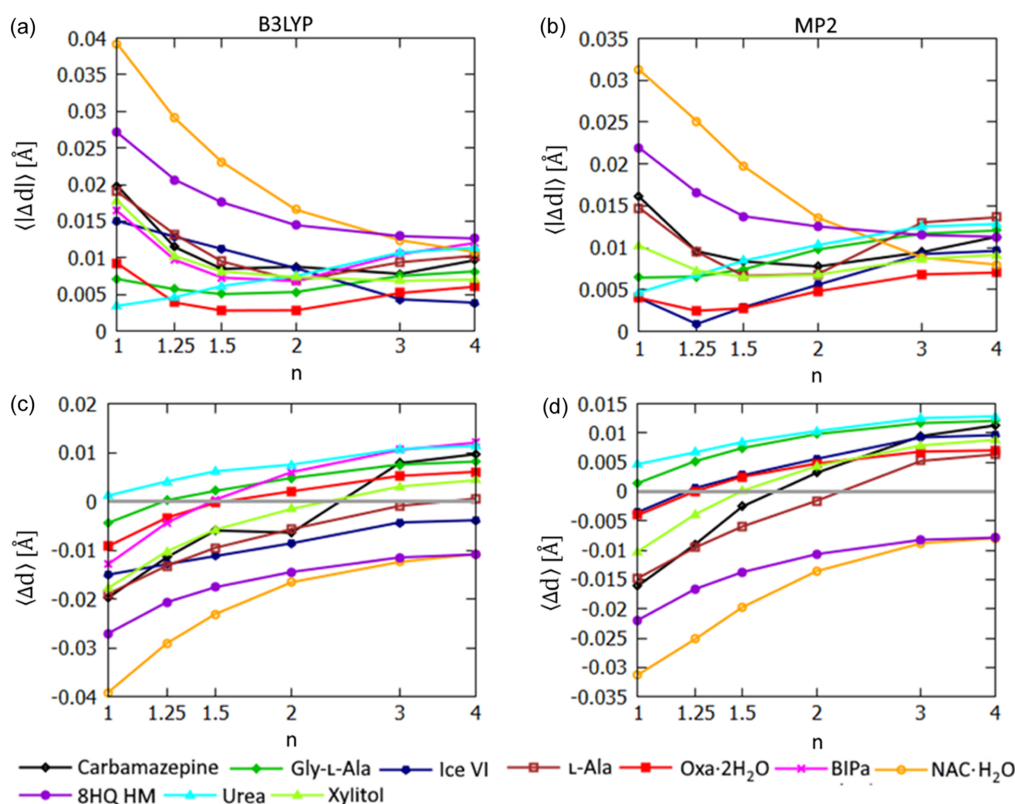 (a) B3LYP
⟨|Δd|⟩ [Å]
0.04
0.035
0.03
0.025
0.02
0.015
0.01
0.005
0
1 1.25 1.5 2 3 4
n
(b) MP2
⟨|Δd|⟩ [Å]
0.035
0.03
0.025
0.02
0.015
0.01
0.005
0
1 1.25 1.5 2 3 4
n
(c)
⟨Δd⟩ [Å]
0.02
0.01
0
-0.01
-0.02
-0.03
-0.04
1 1.25 1.5 2 3 4
n
(d)
⟨Δd⟩ [Å]
0.015
0.01
0.005
0
-0.005
-0.01
-0.015
-0.02
-0.025
-0.03
-0.035
1 1.25 1.5 2 3 4
n
Carbamazepine Gly-ʟ-Ala Ice VI ʟ-Ala Oxa·2H₂O BIPa NAC·H₂O
8HQ HM Urea Xylitol